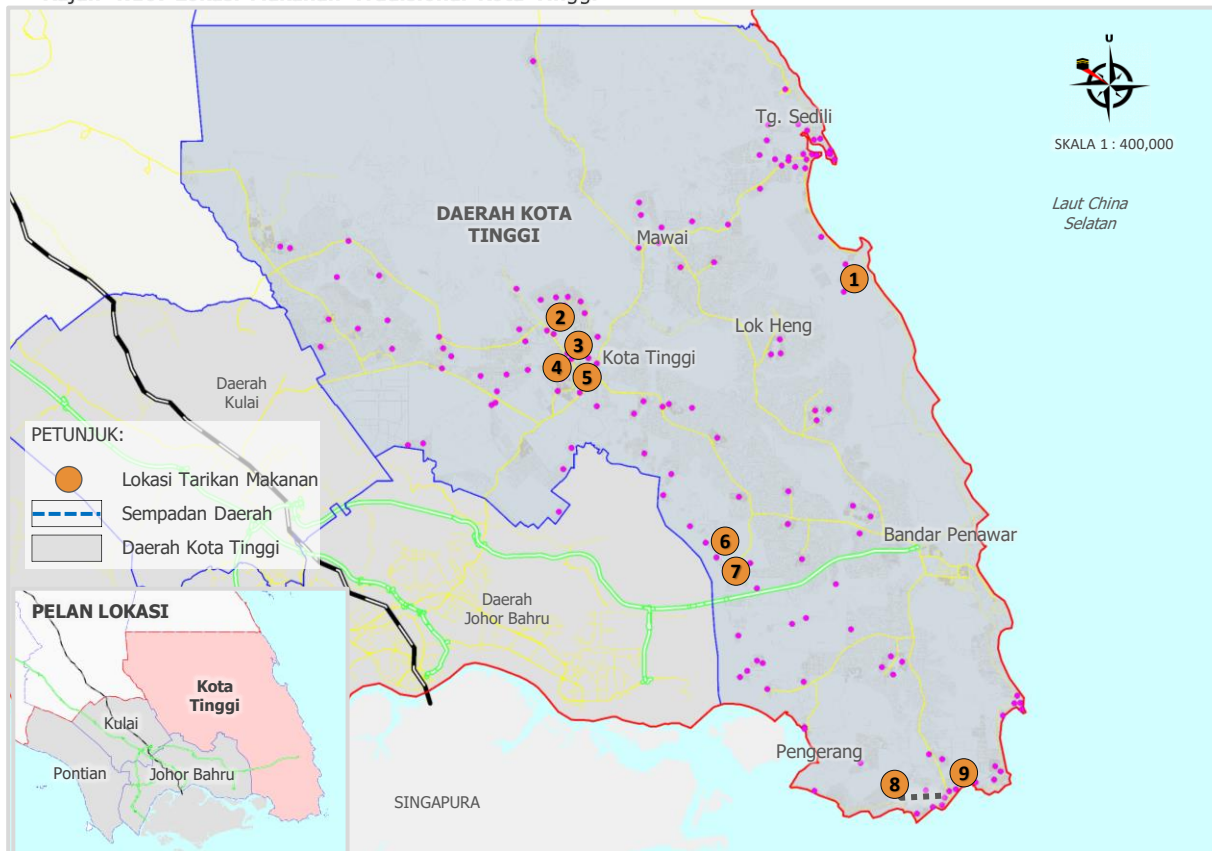 U
SKALA 1 : 400,000
Laut China
Selatan
Tg. Sedili
DAERAH KOTA
TINGGI
Mawai
1
2
3
4
5
Lok Heng
Kota Tinggi
Daerah
Kulai
PETUNJUK:
Lokasi Tarikan Makanan
Sempadan Daerah
Daerah Kota Tinggi
6
7
Bandar Penawar
Daerah
Johor Bahru
PELAN LOKASI
Kota
Tinggi
Kulai
Pontian
Johor Bahru
Pengerang
8
9
SINGAPURA